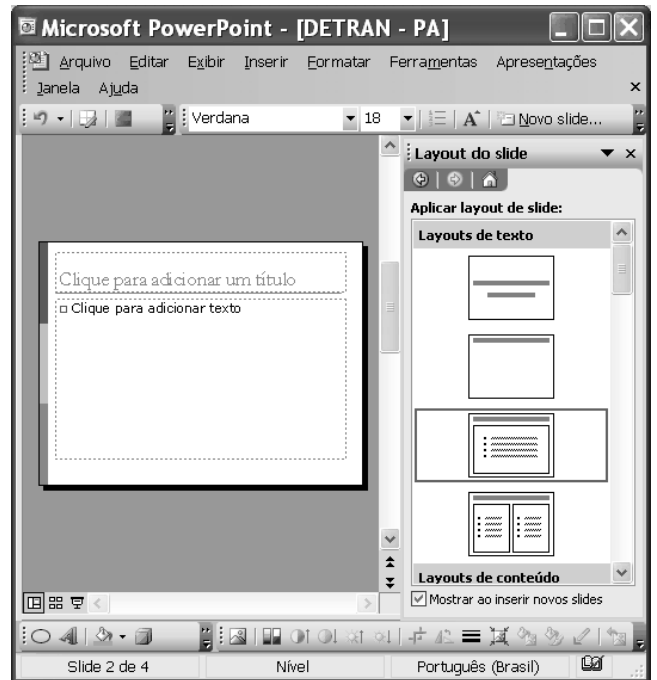 Microsoft PowerPoint - [DETRAN - PA]
Arquivo Editar Exibir Inserir Formatar Ferramentas Apresentações
Janela Ajuda
Verdana 18 A Novo slide...
Layout do slide
Aplicar layout de slide:
Layouts de texto
Clique para adicionar um título
Clique para adicionar texto
Layouts de conteúdo
Mostrar ao inserir novos slides
Slide 2 de 4 Nível Português (Brasil)